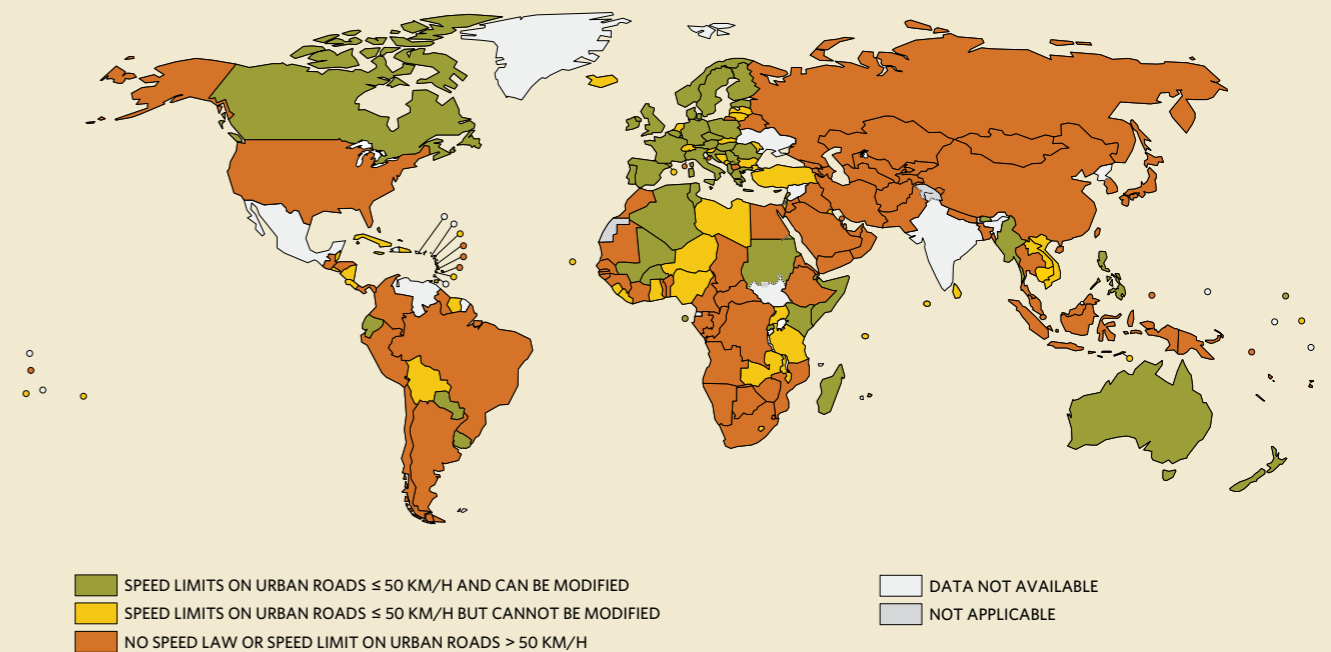 SPEED LIMITS ON URBAN ROADS ≤ 50 KM/H AND CAN BE MODIFIED
SPEED LIMITS ON URBAN ROADS ≤ 50 KM/H BUT CANNOT BE MODIFIED
NO SPEED LAW OR SPEED LIMIT ON URBAN ROADS > 50 KM/H
DATA NOT AVAILABLE
NOT APPLICABLE